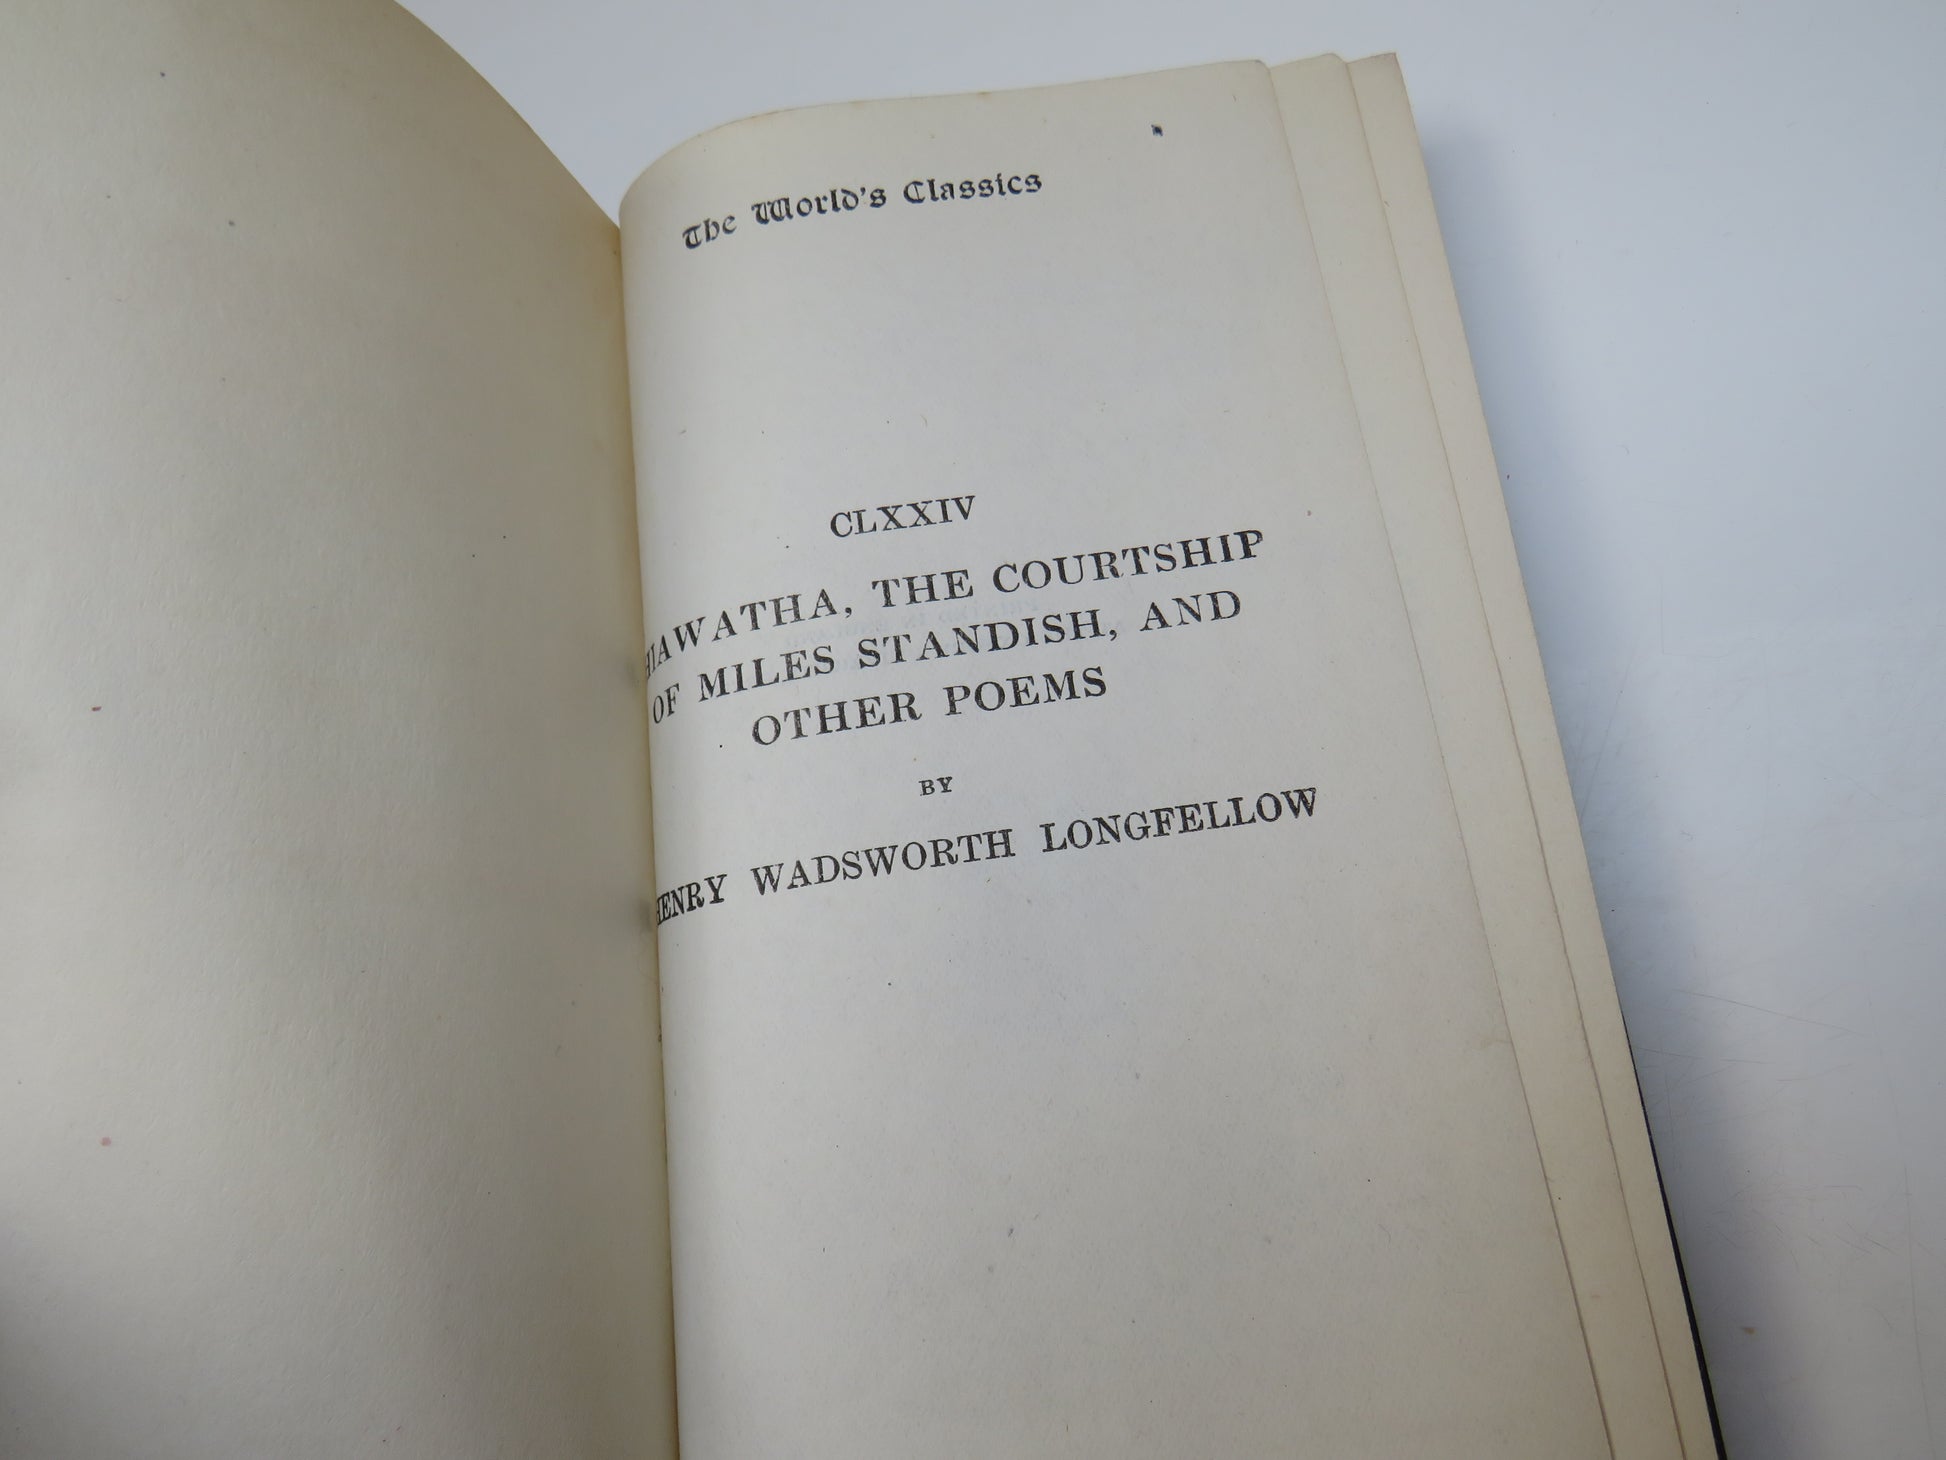 The World's Classics
CLXXIV
HIAWATHA, THE COURTSHIP
OF MILES STANDISH, AND
OTHER POEMS
BY
HENRY WADSWORTH LONGFELLOW